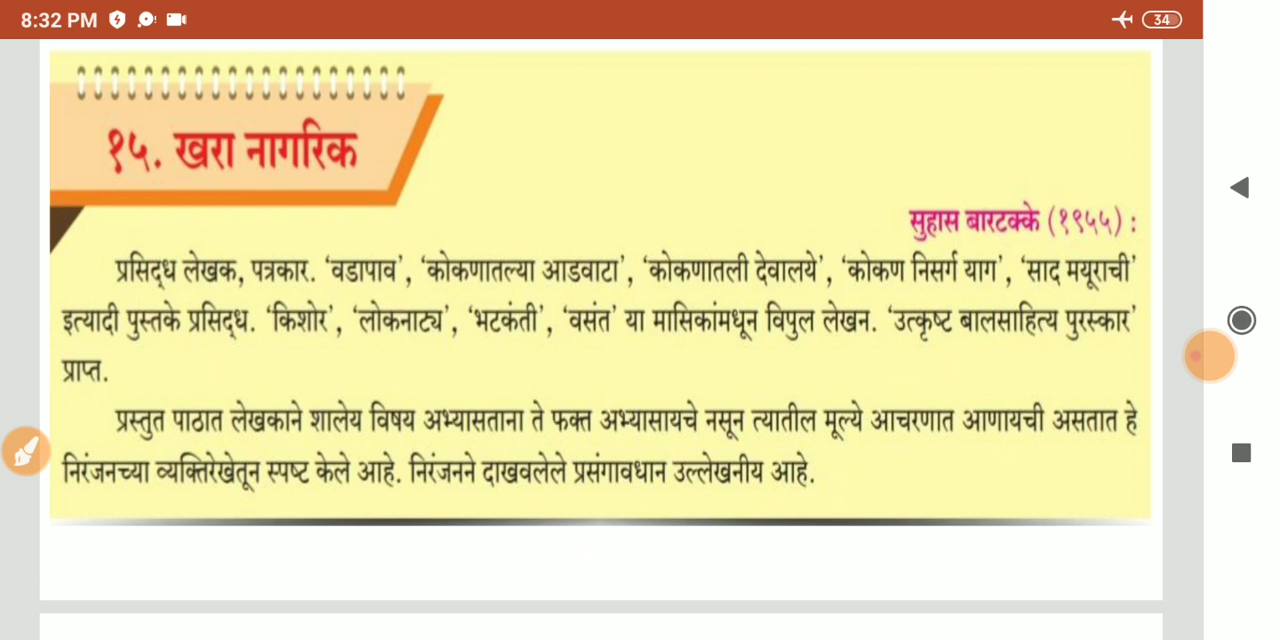 8:32 PM
34
१५. खरा नागरिक
सुहास बारटक्के (१९५५) :
प्रसिद्ध लेखक, पत्रकार. ‘वडापाव’, ‘कोकणातल्या आडवाटा’, ‘कोकणातली देवालये’, ‘कोकण निसर्ग याग’, ‘साद मयूराची’
इत्यादी पुस्तके प्रसिद्ध. ‘किशोर’, ‘लोकनाट्य’, ‘भटकंती’, ‘वसंत’ या मासिकांमधून विपुल लेखन. ‘उत्कृष्ट बालसाहित्य पुरस्कार’
प्राप्त.
प्रस्तुत पाठात लेखकाने शालेय विषय अभ्यासताना ते फक्त अभ्यासायचे नसून त्यातील मूल्ये आचरणात आणायची असतात हे
निरंजनच्या व्यक्तिरेखेतून स्पष्ट केले आहे. निरंजनने दाखवलेले प्रसंगावधान उल्लेखनीय आहे.